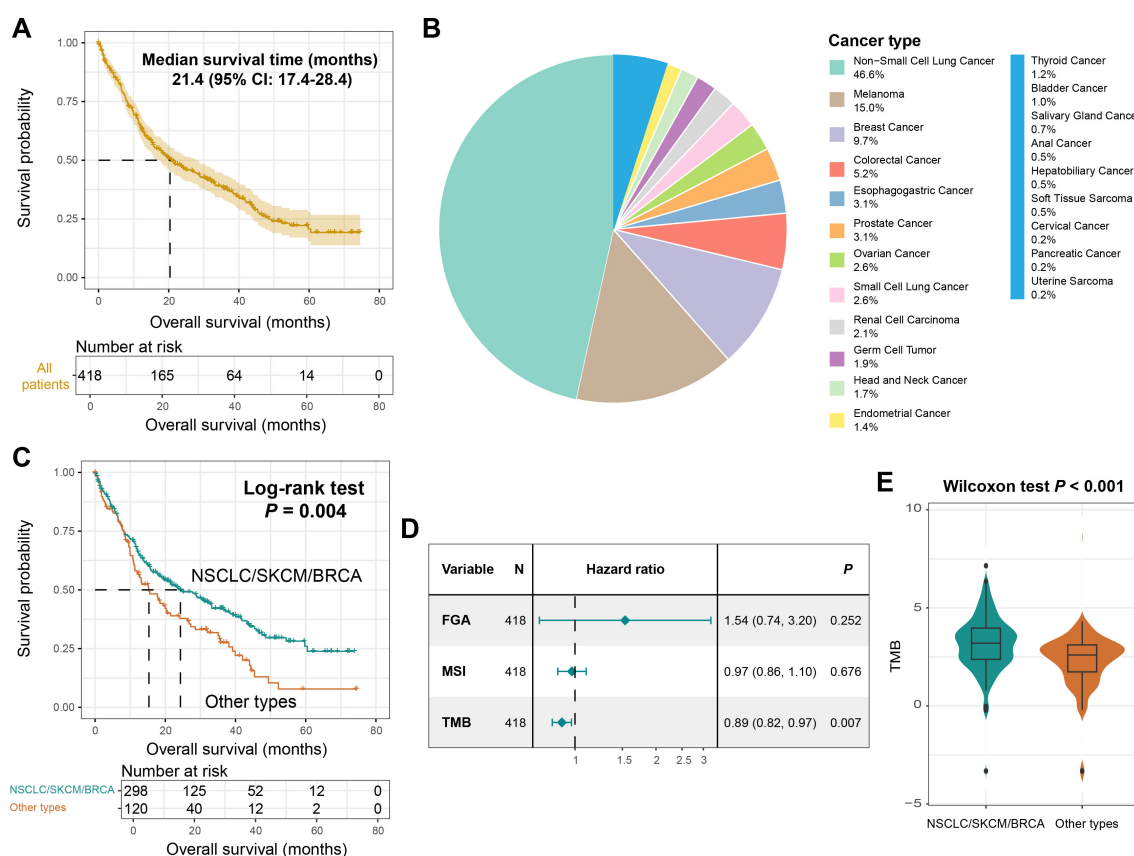 A
Median survival time (months)
21.4 (95% CI: 17.4-28.4)
Survival probability
1.00
0.75
0.50
0.25
0.00
0 20 40 60 80
Overall survival (months)
Number at risk
All
patients
418 165 64 14 0
0 20 40 60 80
Overall survival (months)
B
Cancer type
Non−Small Cell Lung Cancer
46.6%
Melanoma
15.0%
Breast Cancer
9.7%
Colorectal Cancer
5.2%
Esophagogastric Cancer
3.1%
Prostate Cancer
3.1%
Ovarian Cancer
2.6%
Small Cell Lung Cancer
2.6%
Renal Cell Carcinoma
2.1%
Germ Cell Tumor
1.9%
Head and Neck Cancer
1.7%
Endometrial Cancer
1.4%
Thyroid Cancer
1.2%
Bladder Cancer
1.0%
Salivary Gland Cance
0.7%
Anal Cancer
0.5%
Hepatobiliary Cancer
0.5%
Soft Tissue Sarcoma
0.5%
Cervical Cancer
0.2%
Pancreatic Cancer
0.2%
Uterine Sarcoma
0.2%
C
Log-rank test
P = 0.004
NSCLC/SKCM/BRCA
Other types
Survival probability
1.00
0.75
0.50
0.25
0.00
0 20 40 60 80
Overall survival (months)
Number at risk
NSCLC/SKCM/BRCA 298 125 52 12 0
Other types 120 40 12 2 0
0 20 40 60 80
Overall survival (months)
D
Variable N Hazard ratio P
FGA 418 1.54 (0.74, 3.20) 0.252
MSI 418 0.97 (0.86, 1.10) 0.676
TMB 418 0.89 (0.82, 0.97) 0.007
1 1.5 2 2.5 3
E
Wilcoxon test P < 0.001
TMB
10
5
0
−5
NSCLC/SKCM/BRCA Other types